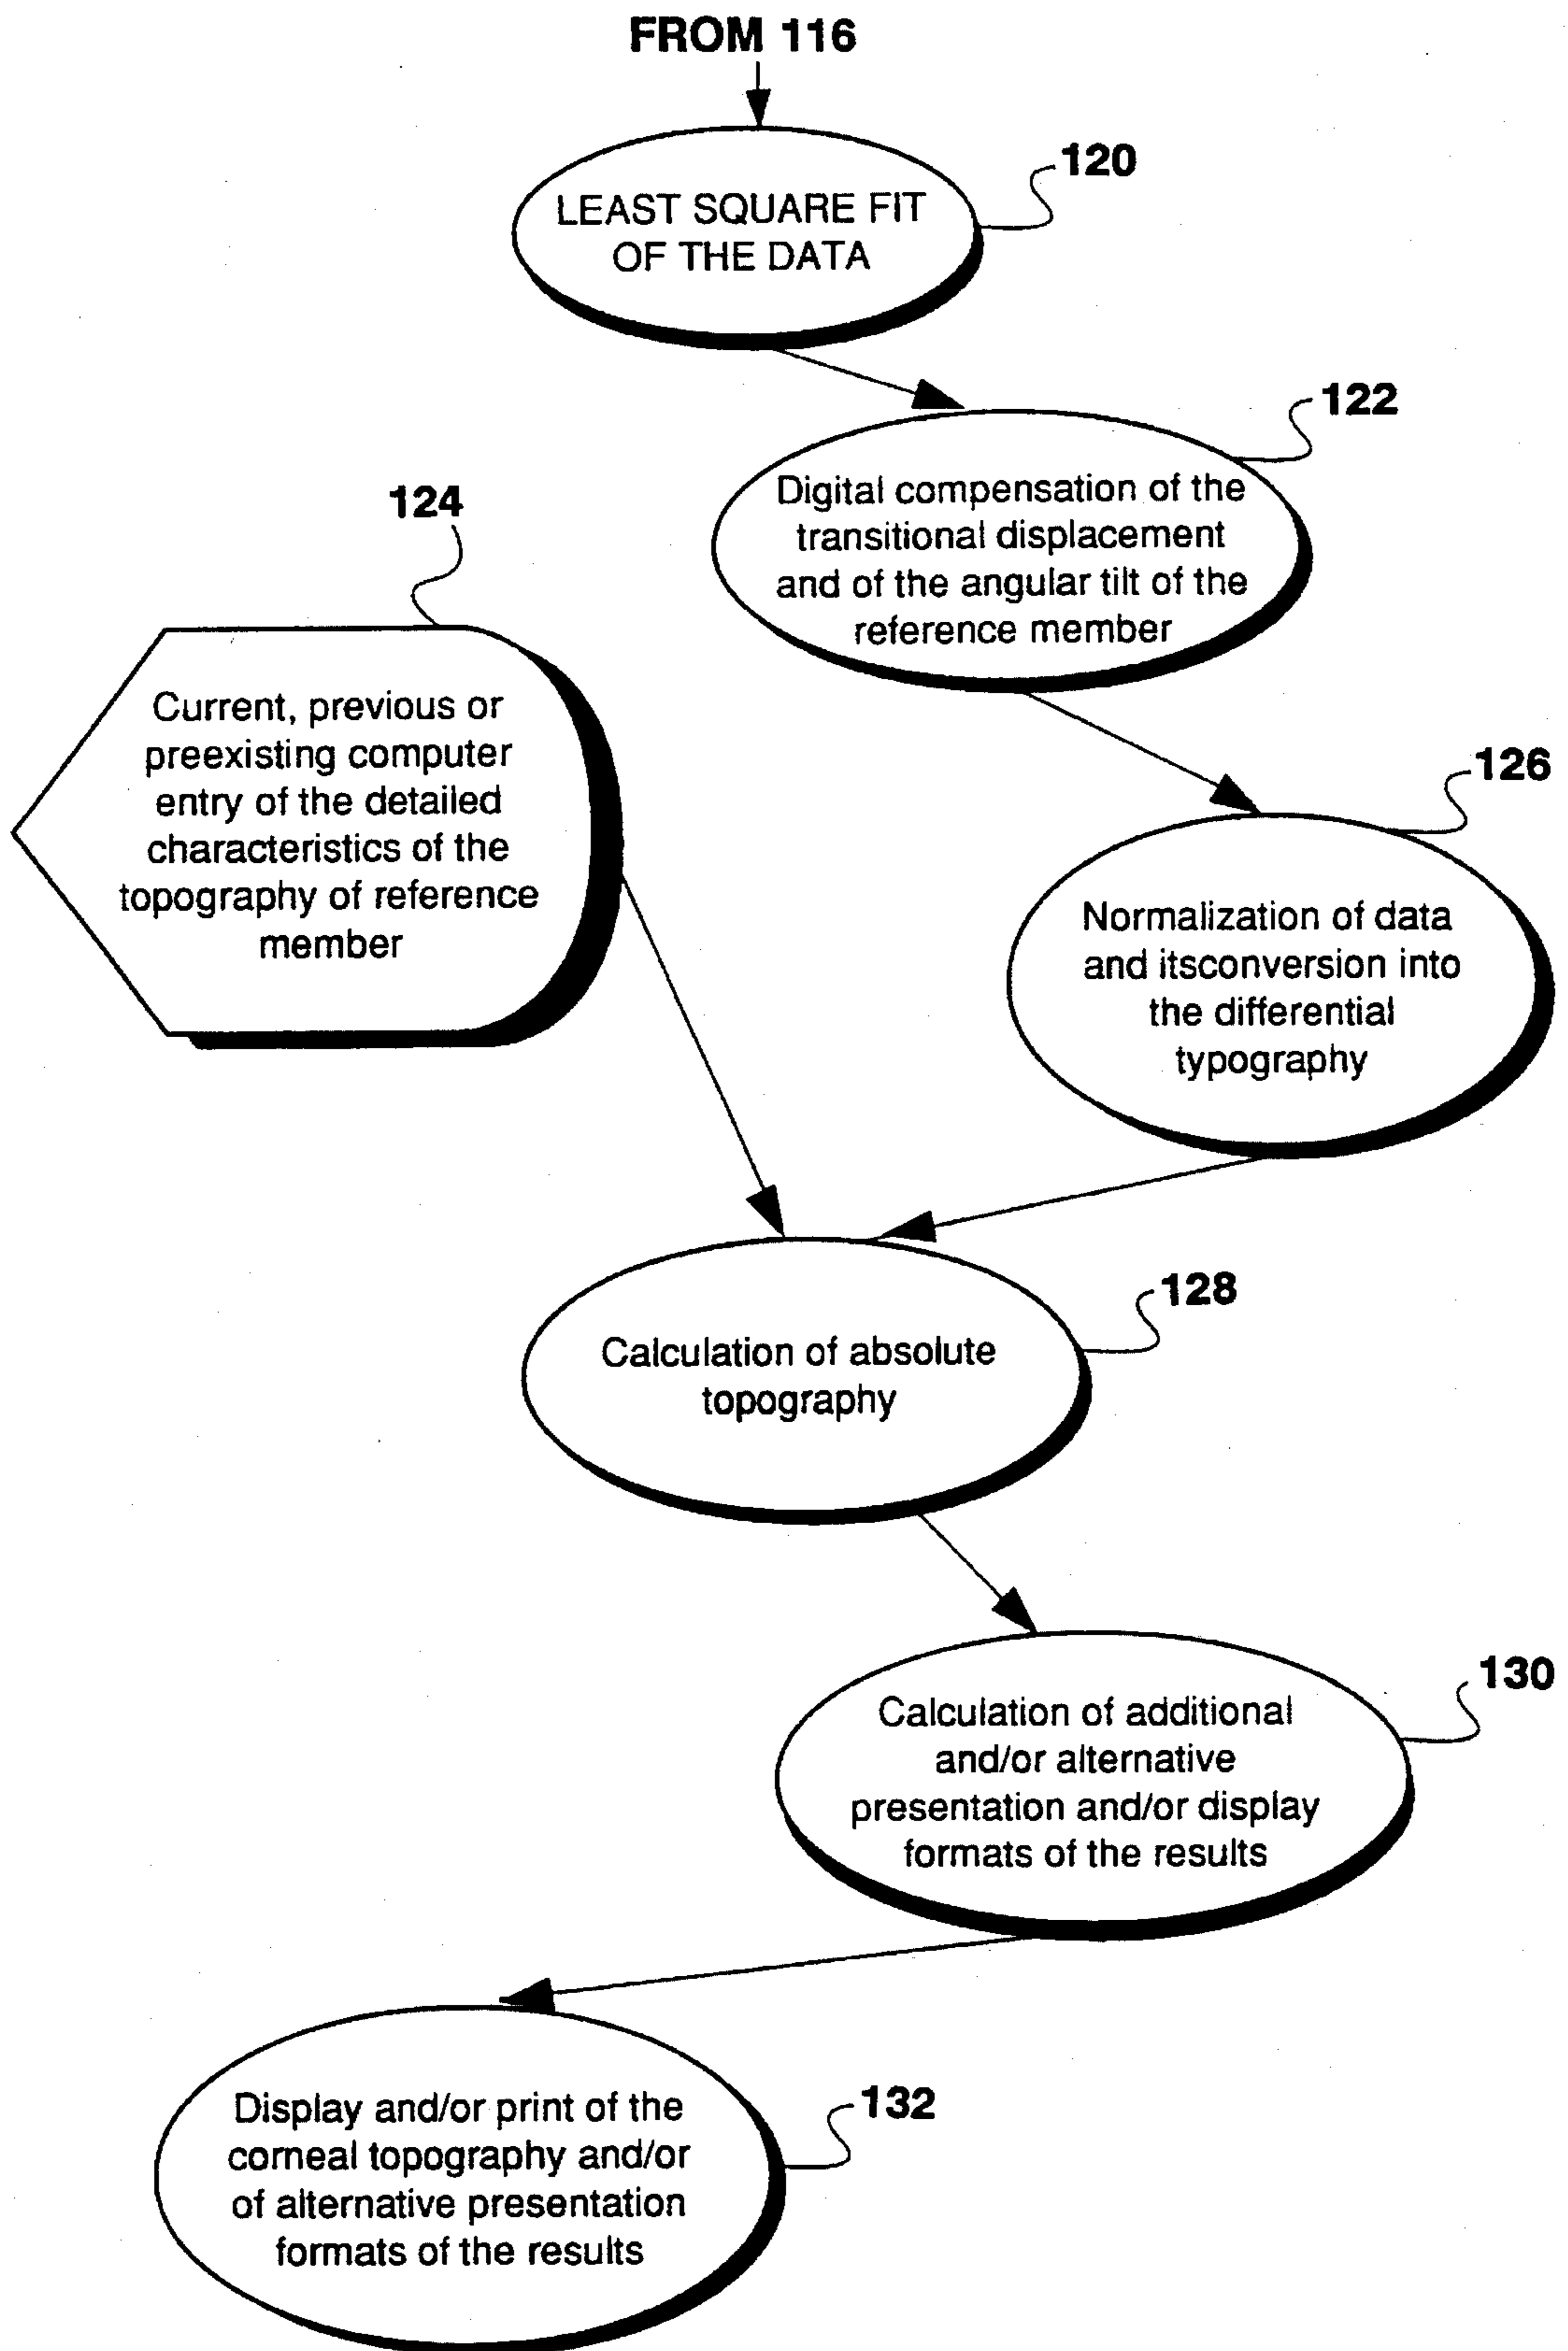 FROM 116
120
LEAST SQUARE FIT
OF THE DATA
122
Digital compensation of the
transitional displacement
and of the angular tilt of the
reference member
124
Current, previous or
preexisting computer
entry of the detailed
characteristics of the
topography of reference
member
126
Normalization of data
and itsconversion into
the differential
typography
128
Calculation of absolute
topography
130
Calculation of additional
and/or alternative
presentation and/or display
formats of the results
132
Display and/or print of the
corneal topography and/or
of alternative presentation
formats of the results